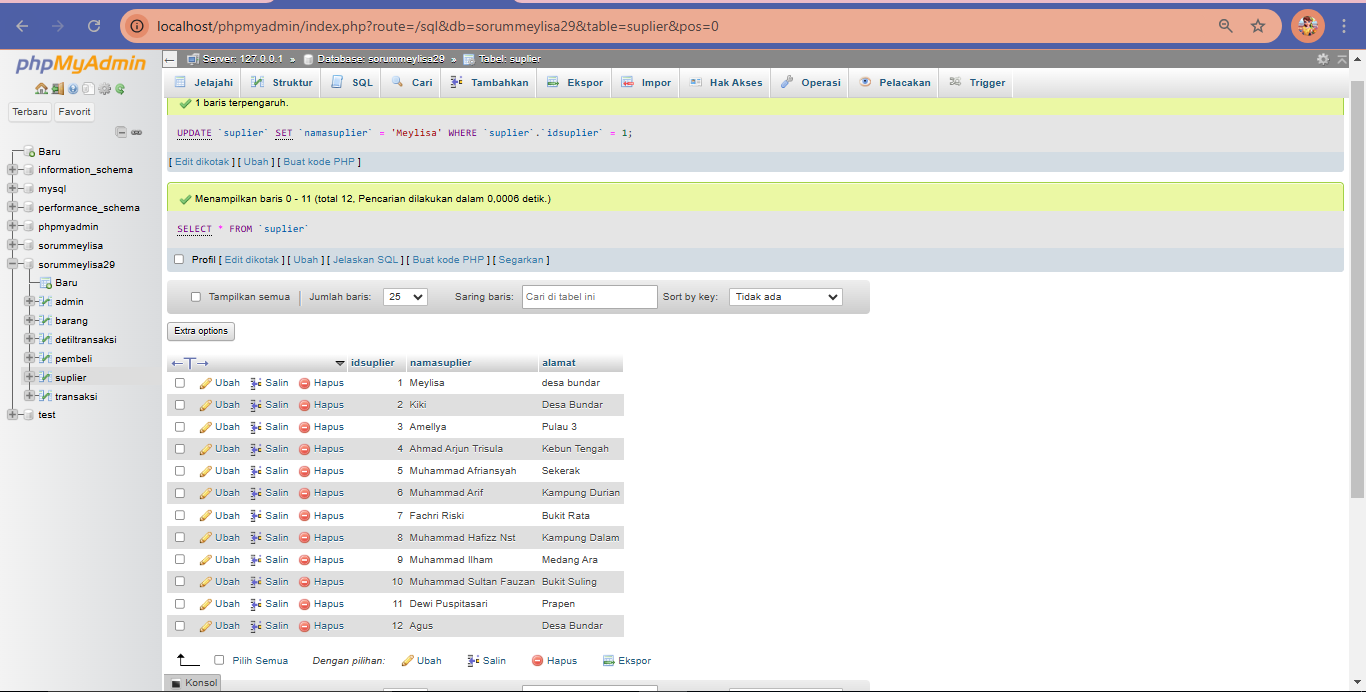 localhost/phpmyadmin/index.php?route=/sql&db=sorummeylisa29&table=suplier&pos=0
phpMyAdmin
Terbaru Favorit
Baru
information_schema
mysql
performance_schema
phpmyadmin
sorummeylisa
sorummeylisa29
Baru
admin
barang
detiltransaksi
pembeli
suplier
transaksi
test
Server: 127.0.0.1 » Database: sorummeylisa29 » Tabel: suplier
Jelajahi Struktur SQL Cari Tambahkan Ekspor Impor Hak Akses Operasi Pelacakan Trigger
1 baris terpengaruh.
UPDATE `suplier` SET `namasuplier` = 'Meylisa' WHERE `suplier`.`idsuplier` = 1;
[ Edit dikotak ] [ Ubah ] [ Buat kode PHP ]
Menampilkan baris 0 - 11 (total 12, Pencarian dilakukan dalam 0,0006 detik.)
SELECT * FROM `suplier`
Profil [ Edit dikotak ] [ Ubah ] [ Jelaskan SQL ] [ Buat kode PHP ] [ Segarkan ]
Tampilkan semua Jumlah baris: 25 Saring baris: Cari di tabel ini Sort by key: Tidak ada
Extra options
←T→ idsuplier namasuplier alamat
Ubah Salin Hapus 1 Meylisa desa bundar
Ubah Salin Hapus 2 Kiki Desa Bundar
Ubah Salin Hapus 3 Amellya Pulau 3
Ubah Salin Hapus 4 Ahmad Arjun Trisula Kebun Tengah
Ubah Salin Hapus 5 Muhammad Afriansyah Sekerak
Ubah Salin Hapus 6 Muhammad Arif Kampung Durian
Ubah Salin Hapus 7 Fachri Riski Bukit Rata
Ubah Salin Hapus 8 Muhammad Hafizz Nst Kampung Dalam
Ubah Salin Hapus 9 Muhammad Ilham Medang Ara
Ubah Salin Hapus 10 Muhammad Sultan Fauzan Bukit Suling
Ubah Salin Hapus 11 Dewi Puspitasari Prapen
Ubah Salin Hapus 12 Agus Desa Bundar
Pilih Semua Dengan pilihan: Ubah Salin Hapus Ekspor
Konsol